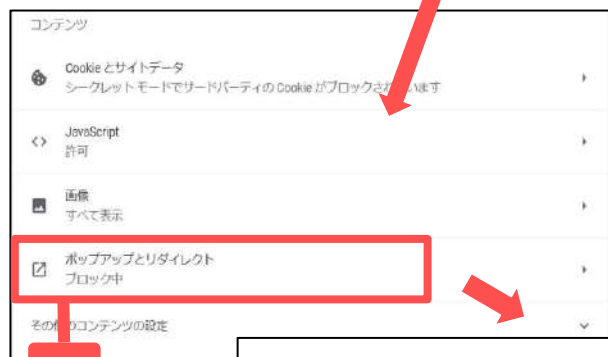 コンテンツ
Cookie とサイトデータ
シークレット モードでサードパーティの Cookie がブロックされています
JavaScript
許可
画像
すべて表示
ポップアップとリダイレクト
ブロック中
その他のコンテンツの設定